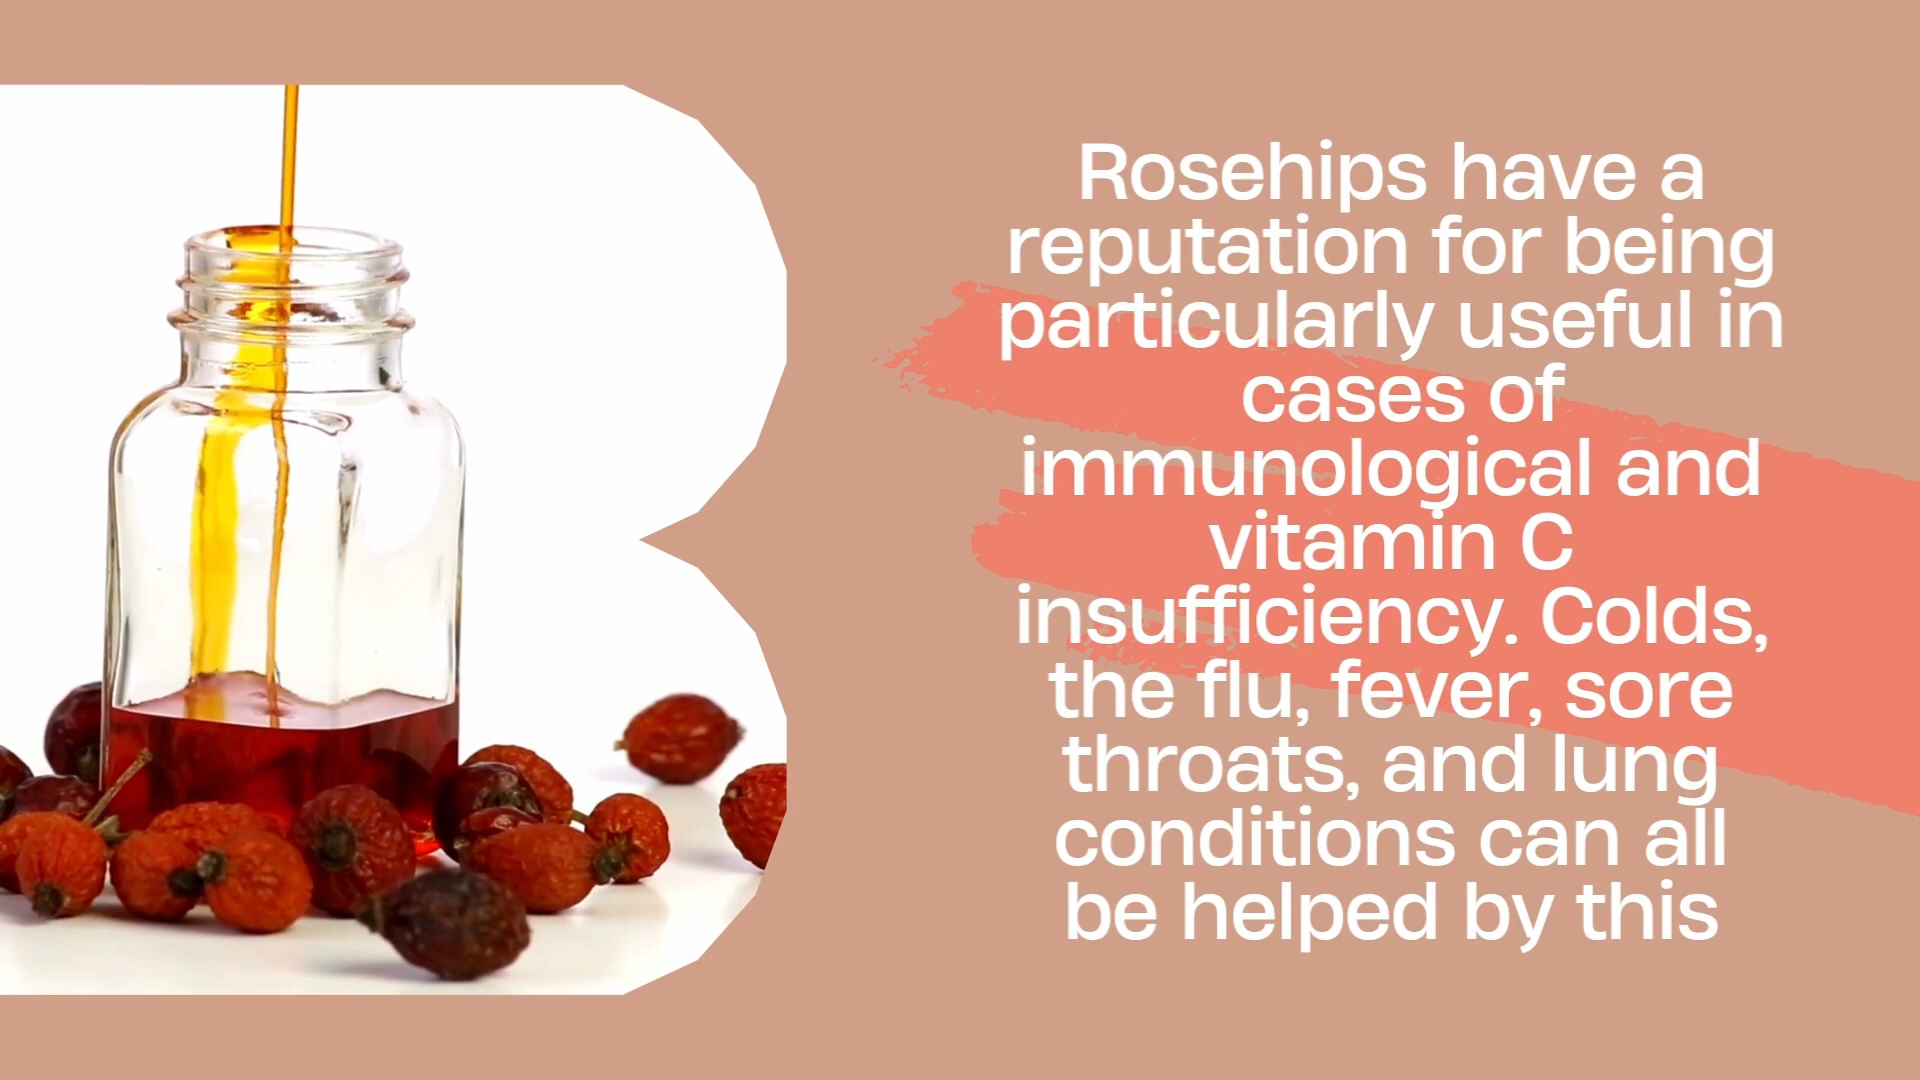 Rosehips have a
reputation for being
particularly useful in
cases of
immunological and
vitamin C
insufficiency. Colds,
the flu, fever, sore
throats, and lung
conditions can all
be helped by this